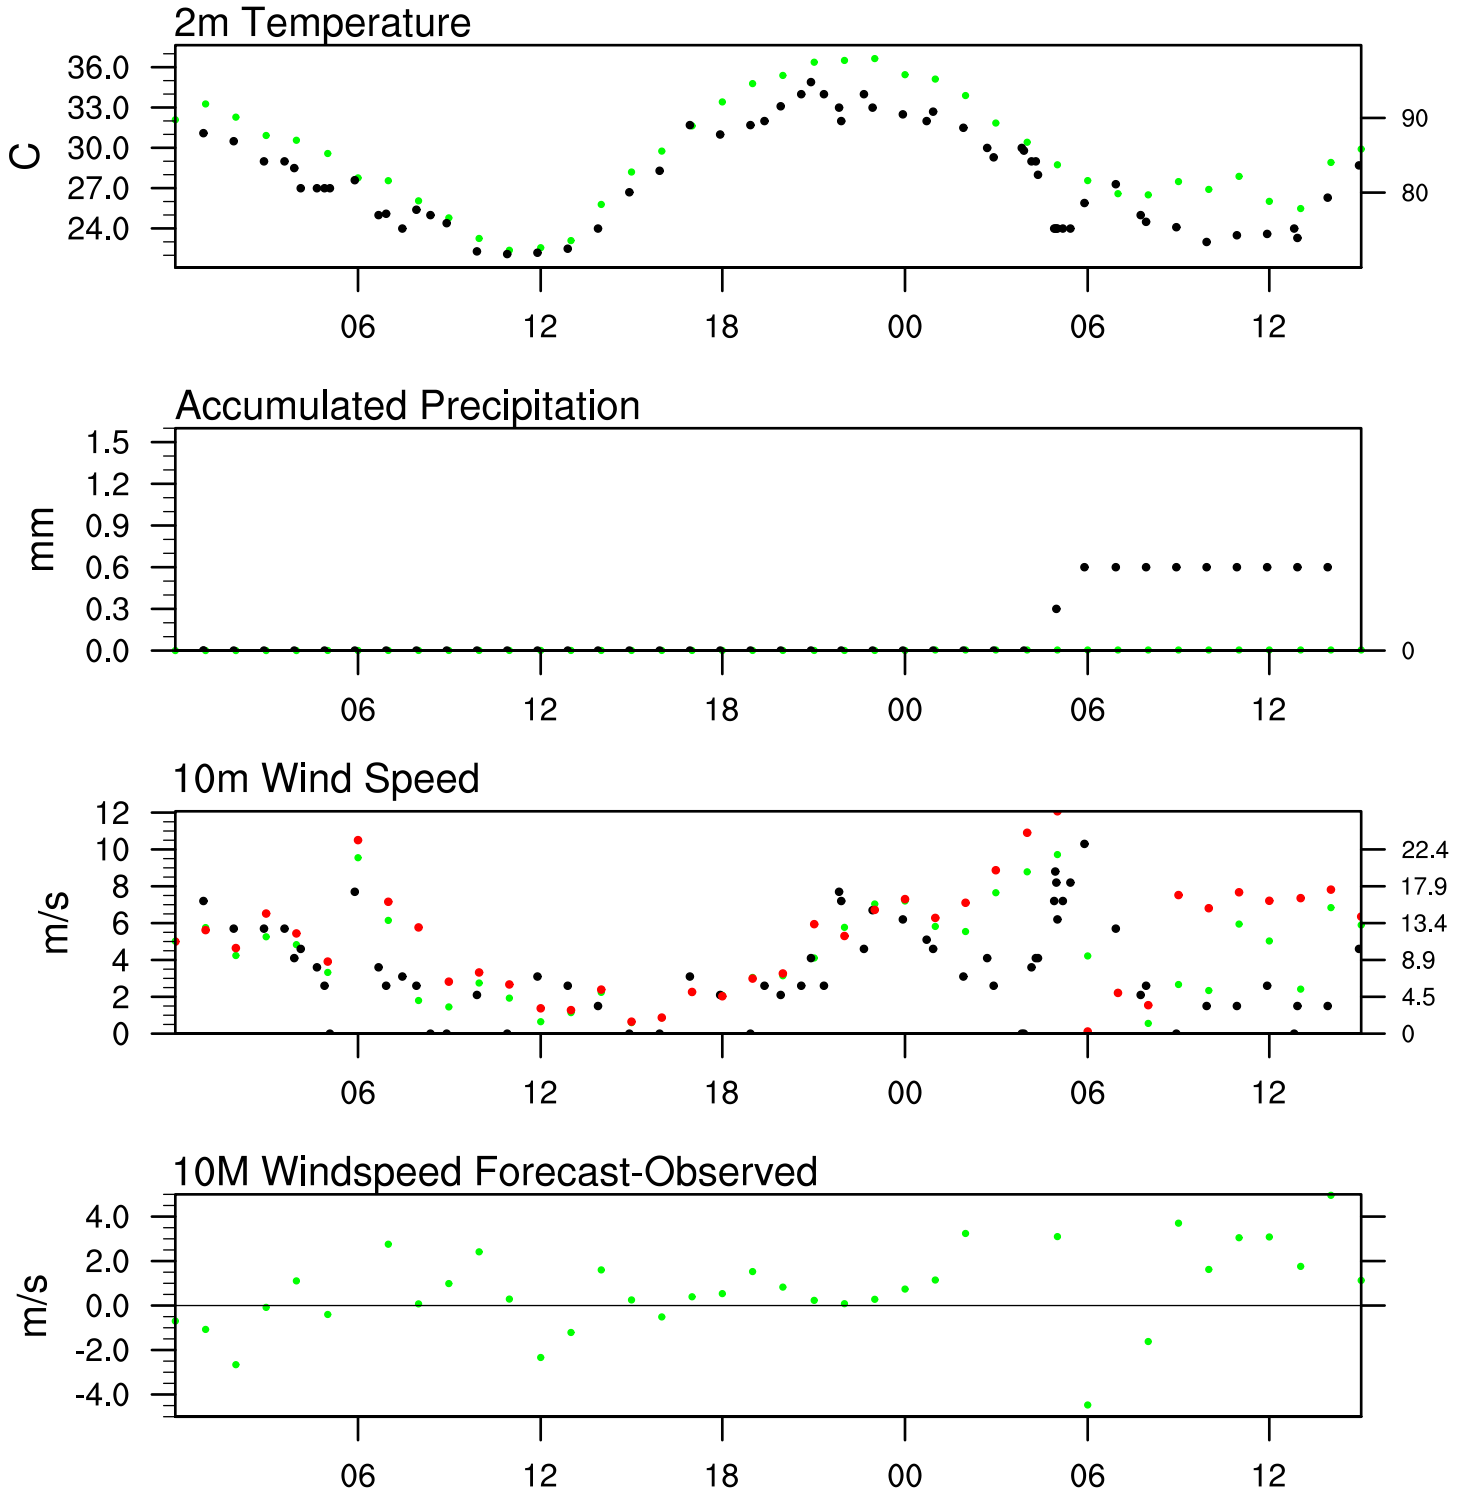 2m Temperature
36.0
33.0
30.0
27.0
24.0
C
90
80
06 12 18 00 06 12
Accumulated Precipitation
1.5
1.2
0.9
0.6
0.3
0.0
mm
0
06 12 18 00 06 12
10m Wind Speed
12
10
8
6
4
2
0
m/s
22.4
17.9
13.4
8.9
4.5
0
06 12 18 00 06 12
10M Windspeed Forecast-Observed
4.0
2.0
0.0
-2.0
-4.0
m/s
06 12 18 00 06 12